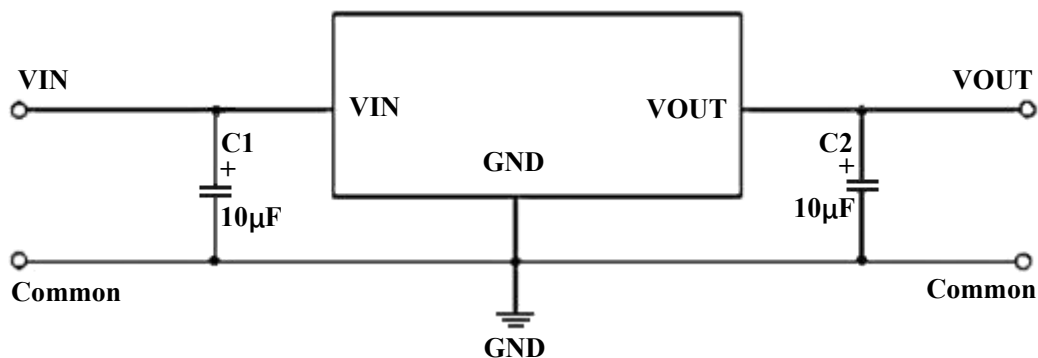 VIN
VOUT
VIN
VOUT
C1
+
C2
+
GND
10μF
10μF
Common
Common
GND